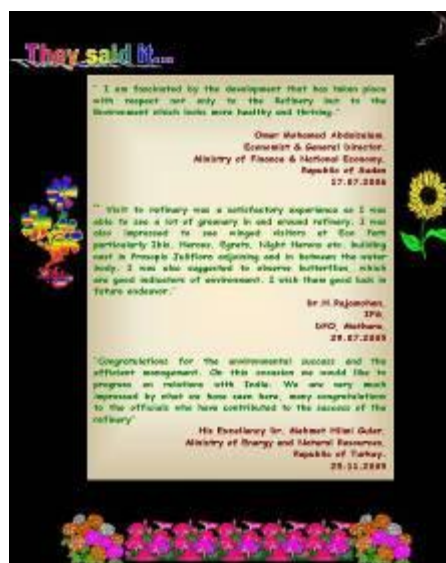 They said it....
" I am fascinated by the development that has taken place
with respect not only to the Refinery but to the
Environment which looks more healthy and thriving."
Omer Mohamed Abdelsalam,
Economist & General Director,
Ministry of Finance & National Economy,
Republic of Sudan
17.07.2006
" Visit to refinery was a satisfactory experience as I was
able to see a lot of greenery in and around refinery. I was
also impressed to see winged visitors at Eco Park
particularly Ibis, Herons, Egrets, Night Herons etc. building
nest in Prosopis Juliflora adjoining and in between the water
body. I was also suggested to observe butterflies, which
are good indicators of environment. I wish them good luck in
future endeavor."
Dr.
IFS,
DFO, Mathura,
29.07.2005
"Congratulations for the environmental success and the
efficient management. On this occasion we would like to
progress on relations with India. We are very much
impressed by what we have seen here, many congratulations
to the officials who have contributed to the success of the
refinery"
His Excellency Dr. Mehmet Hilmi Guler,
Ministry of Energy and Natural Resources,
Republic of Turkey.
25.11.2005